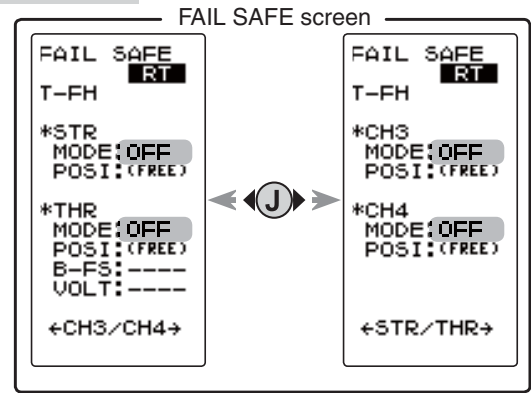 FAIL SAFE screen
FAIL SAFE
RT
T-FH
*STR
MODE:OFF
POSI:(FREE)
*THR
MODE:OFF
POSI:(FREE)
B-FS:----
VOLT:----
←CH3/CH4→
J
FAIL SAFE
RT
T-FH
*CH3
MODE:OFF
POSI:(FREE)
*CH4
MODE:OFF
POSI:(FREE)
←STR/THR→